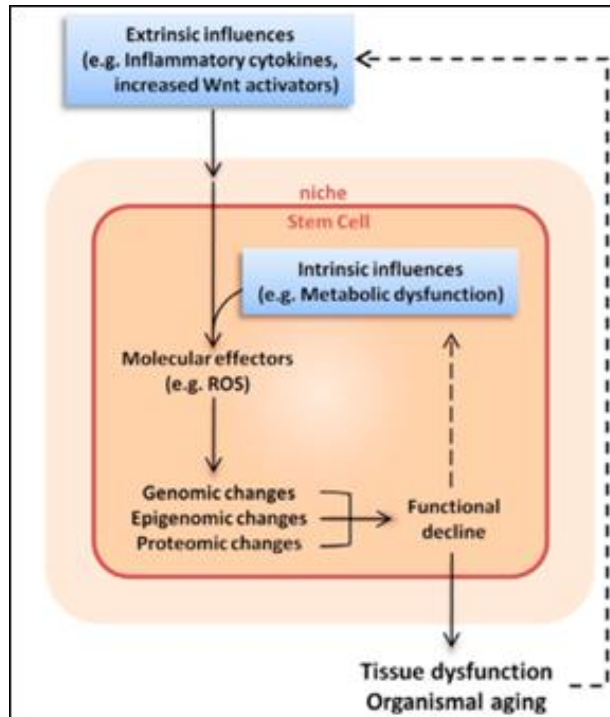 Extrinsic influences
(e.g. Inflammatory cytokines,
increased Wnt activators)
niche
Stem Cell
Intrinsic influences
(e.g. Metabolic dysfunction)
Molecular effectors
(e.g. ROS)
Genomic changes
Epigenomic changes
Proteomic changes
Functional
decline
Tissue dysfunction
Organismal aging